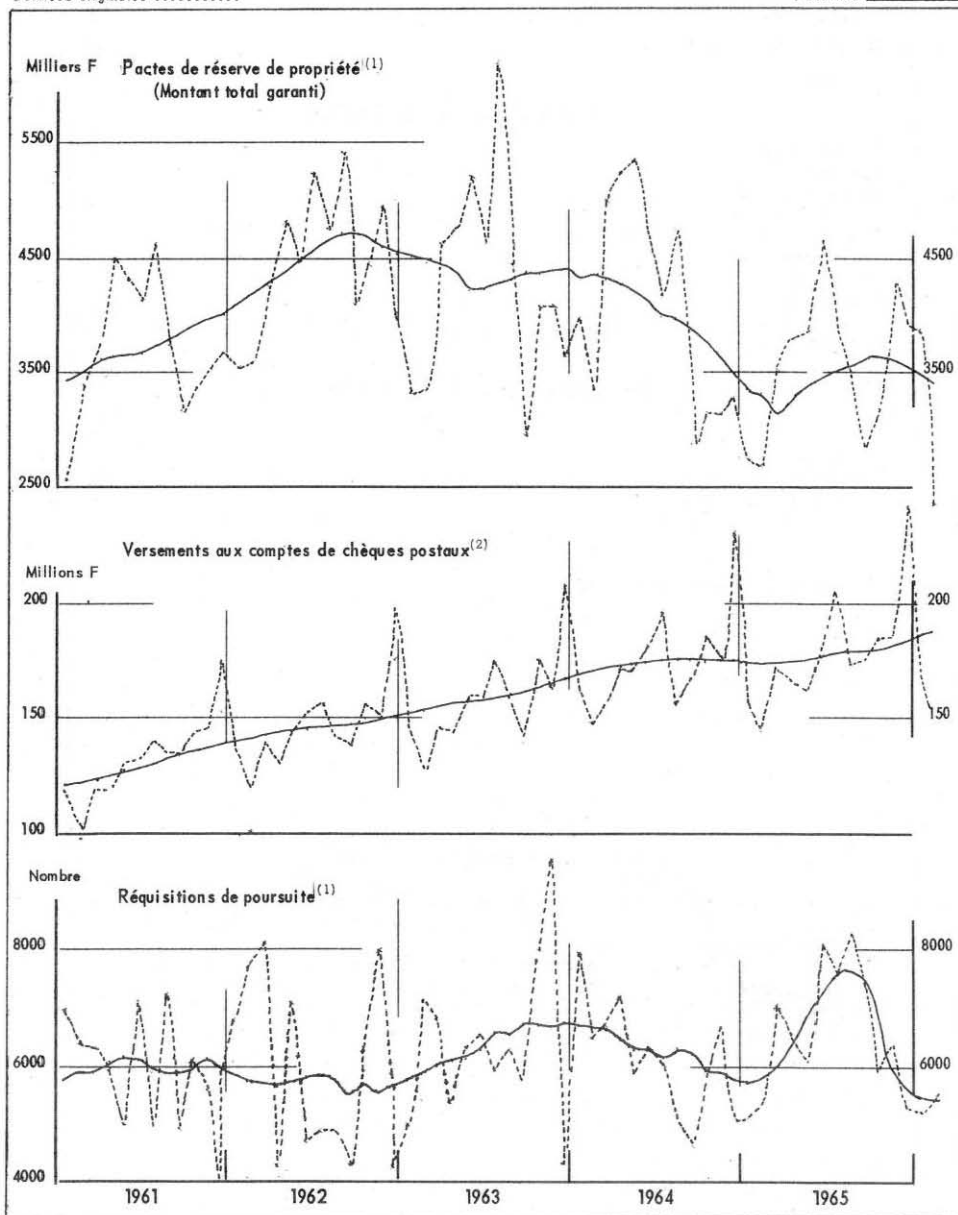 Milliers F
Pactes de réserve de propriété (1)
(Montant total garanti)
5500
4500 4500
3500 3500
2500
Versements aux comptes de chèques postaux (2)
Millions F
200 200
150 150
100
Nombre
Réquisitions de poursuite (1)
8000 8000
6000 6000
4000
1961 1962 1963 1964 1965